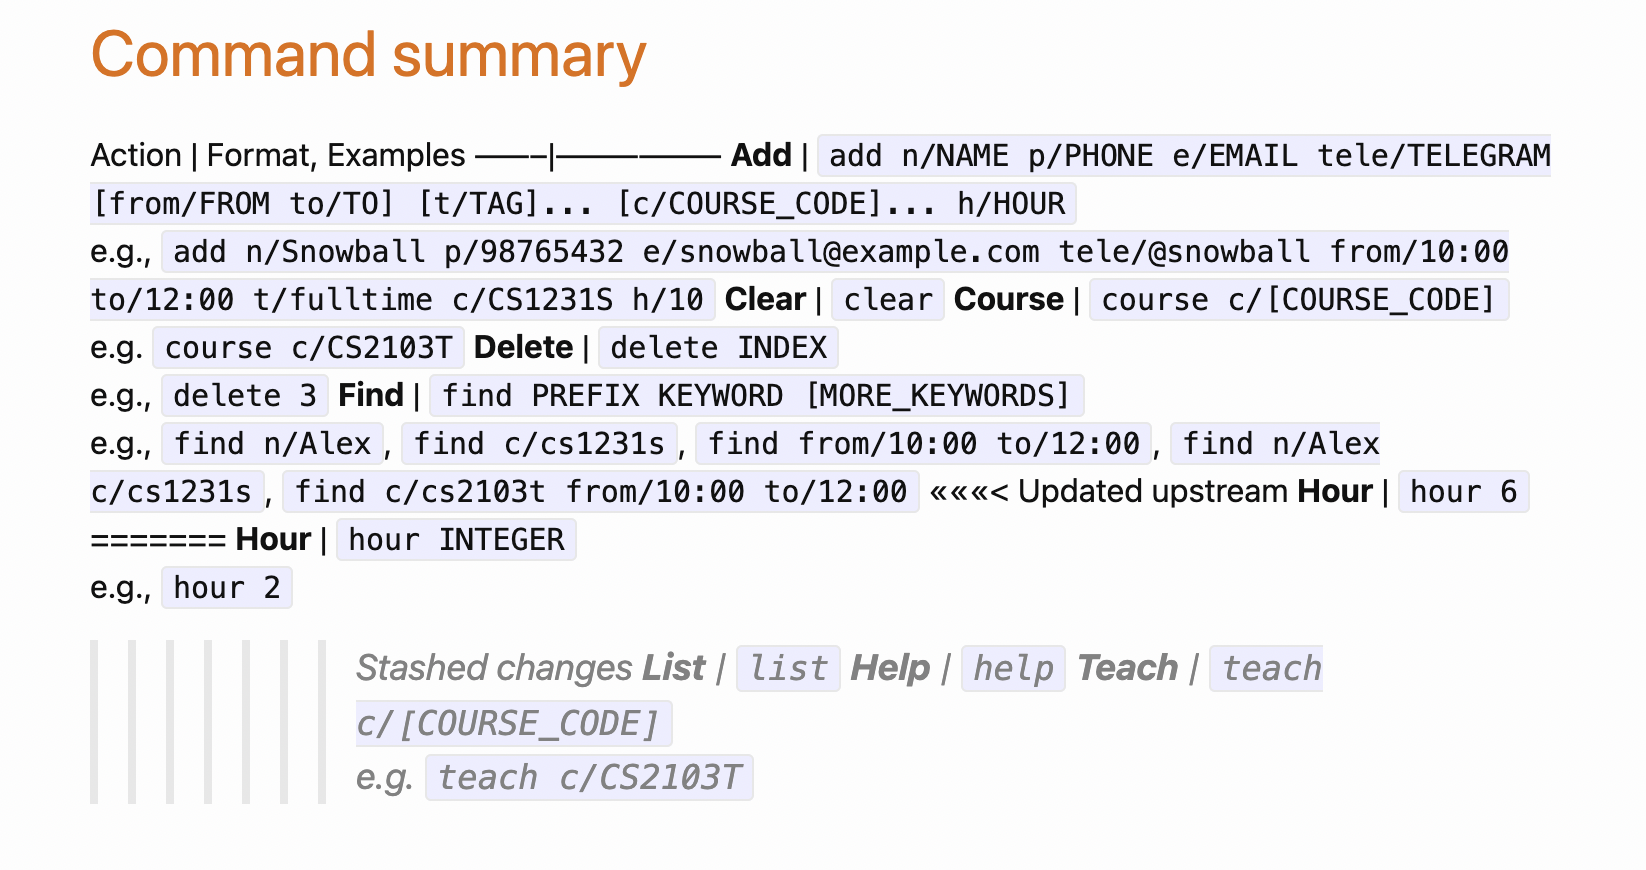 Command summary
Action | Format, Examples ——–|—————— Add | add n/NAME p/PHONE e/EMAIL tele/TELEGRAM
[from/FROM to/TO] [t/TAG]... [c/COURSE_CODE]... h/HOUR
e.g., add n/Snowball p/98765432 e/snowball@example.com tele/@snowball from/10:00
to/12:00 t/fulltime c/CS1231S h/10 Clear | clear Course | course c/[COURSE_CODE]
e.g. course c/CS2103T Delete | delete INDEX
e.g., delete 3 Find | find PREFIX KEYWORD [MORE_KEYWORDS]
e.g., find n/Alex, find c/cs1231s, find from/10:00 to/12:00, find n/Alex
c/cs1231s, find c/cs2103t from/10:00 to/12:00 «««< Updated upstream Hour | hour 6
======= Hour | hour INTEGER
e.g., hour 2
Stashed changes List | list Help | help Teach | teach
c/[COURSE_CODE]
e.g. teach c/CS2103T